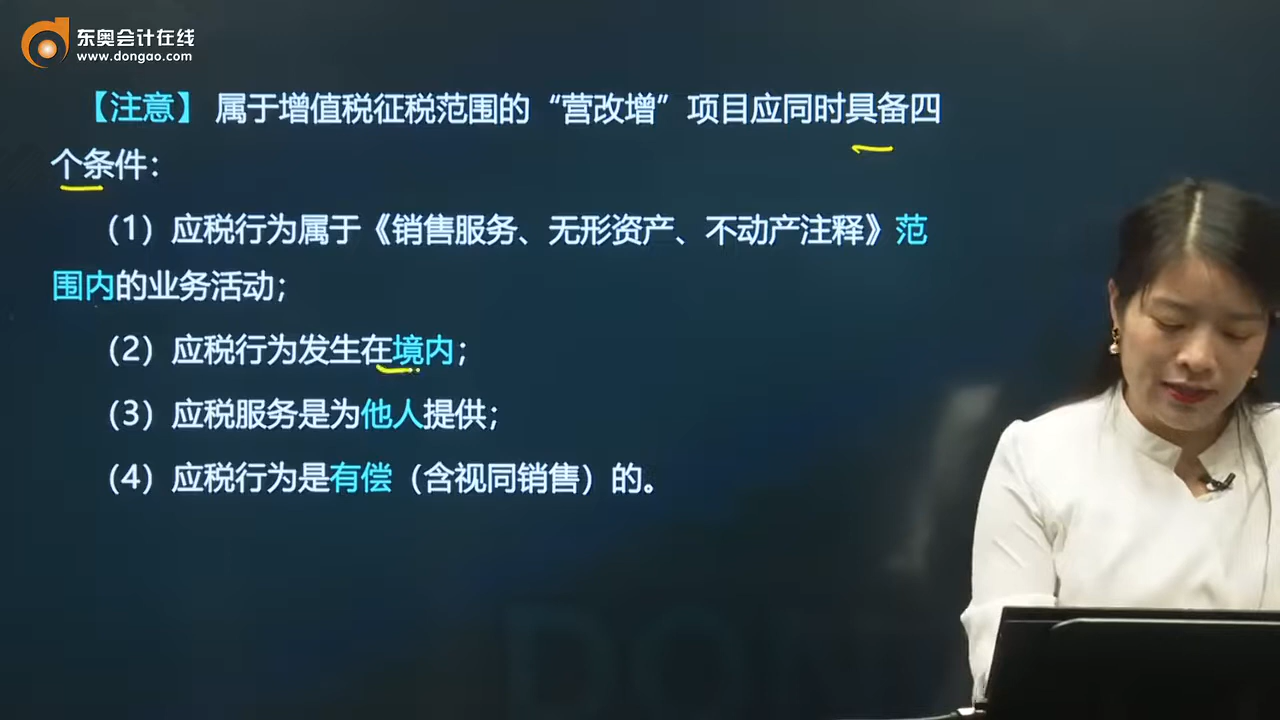 东奥会计在线
www.dongao.com
【注意】属于增值税征税范围的“营改增”项目应同时具备四
个条件：
（1）应税行为属于《销售服务、无形资产、不动产注释》范
围内的业务活动；
（2）应税行为发生在境内；
（3）应税服务是为他人提供；
（4）应税行为是有偿（含视同销售）的。